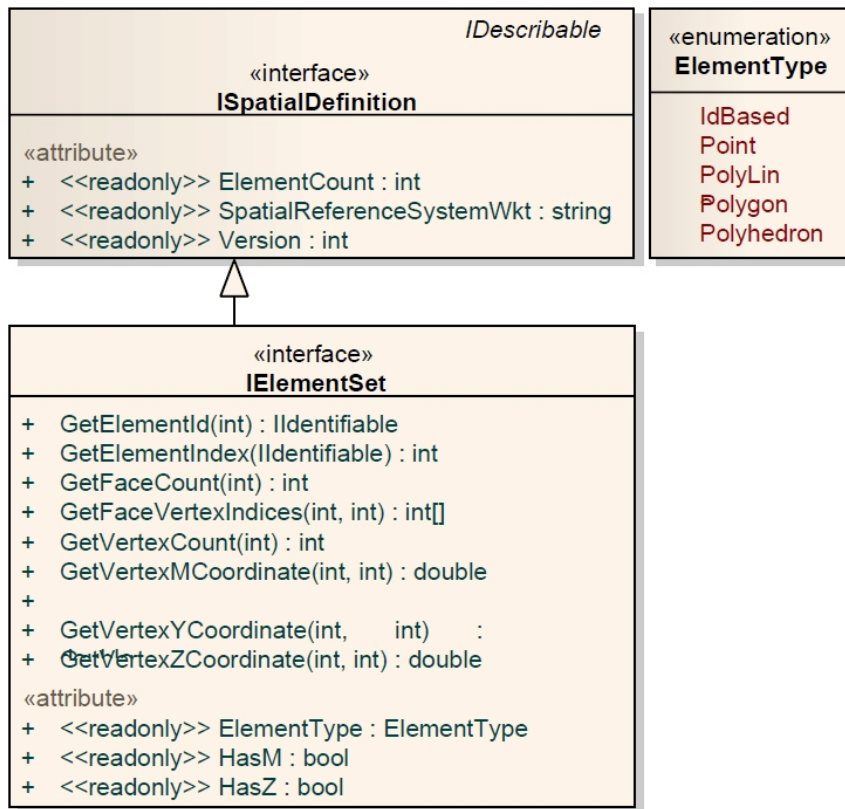 IDescribable
«interface»
ISpatialDefinition
«attribute»
+ <<readonly>> ElementCount : int
+ <<readonly>> SpatialReferenceSystemWkt : string
+ <<readonly>> Version : int
«enumeration»
ElementType
IdBased
Point
PolyLin
Polygon
Polyhedron
«interface»
IElementSet
+ GetElementId(int) : IIdentifiable
+ GetElementIndex(IIdentifiable) : int
+ GetFaceCount(int) : int
+ GetFaceVertexIndices(int, int) : int[]
+ GetVertexCount(int) : int
+ GetVertexMCoordinate(int, int) : double
+
+ GetVertexYCoordinate(int, int) :
+ GetVertexZCoordinate(int, int) : double
«attribute»
+ <<readonly>> ElementType : ElementType
+ <<readonly>> HasM : bool
+ <<readonly>> HasZ : bool